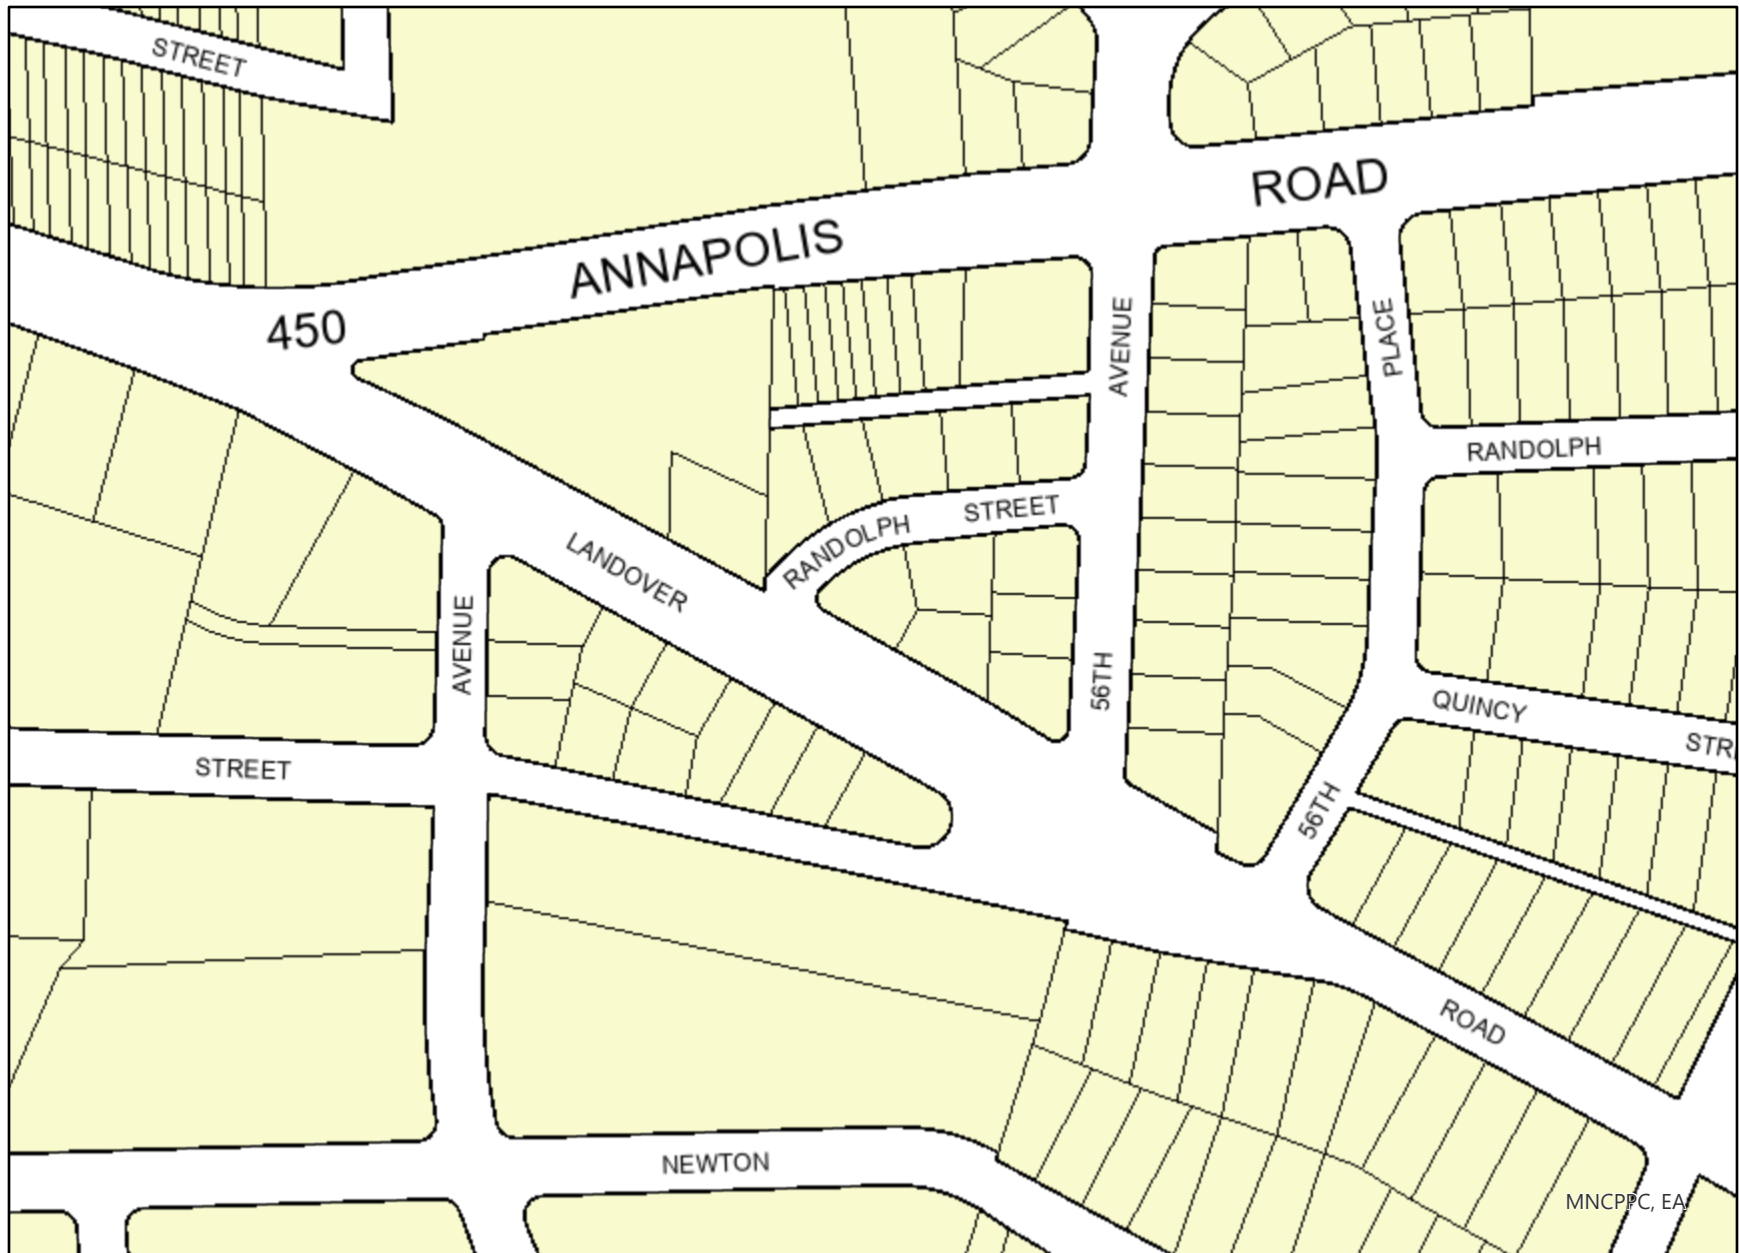 STREET
ROAD
ANNAPOLIS
450
AVENUE
PLACE
RANDOLPH
RANDOLPH STREET
LANDOVER
AVENUE
56TH
QUINCY
STR
STREET
56TH
ROAD
NEWTON
MNCPPC, EA